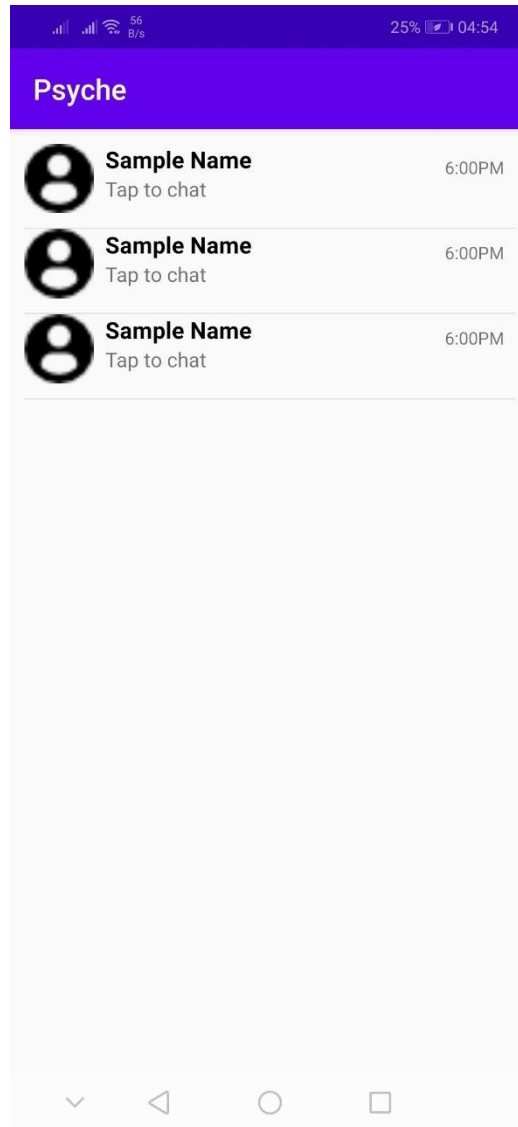 56
B/s
25% 04:54
Psyche
Sample Name
6:00PM
Tap to chat
Sample Name
6:00PM
Tap to chat
Sample Name
6:00PM
Tap to chat